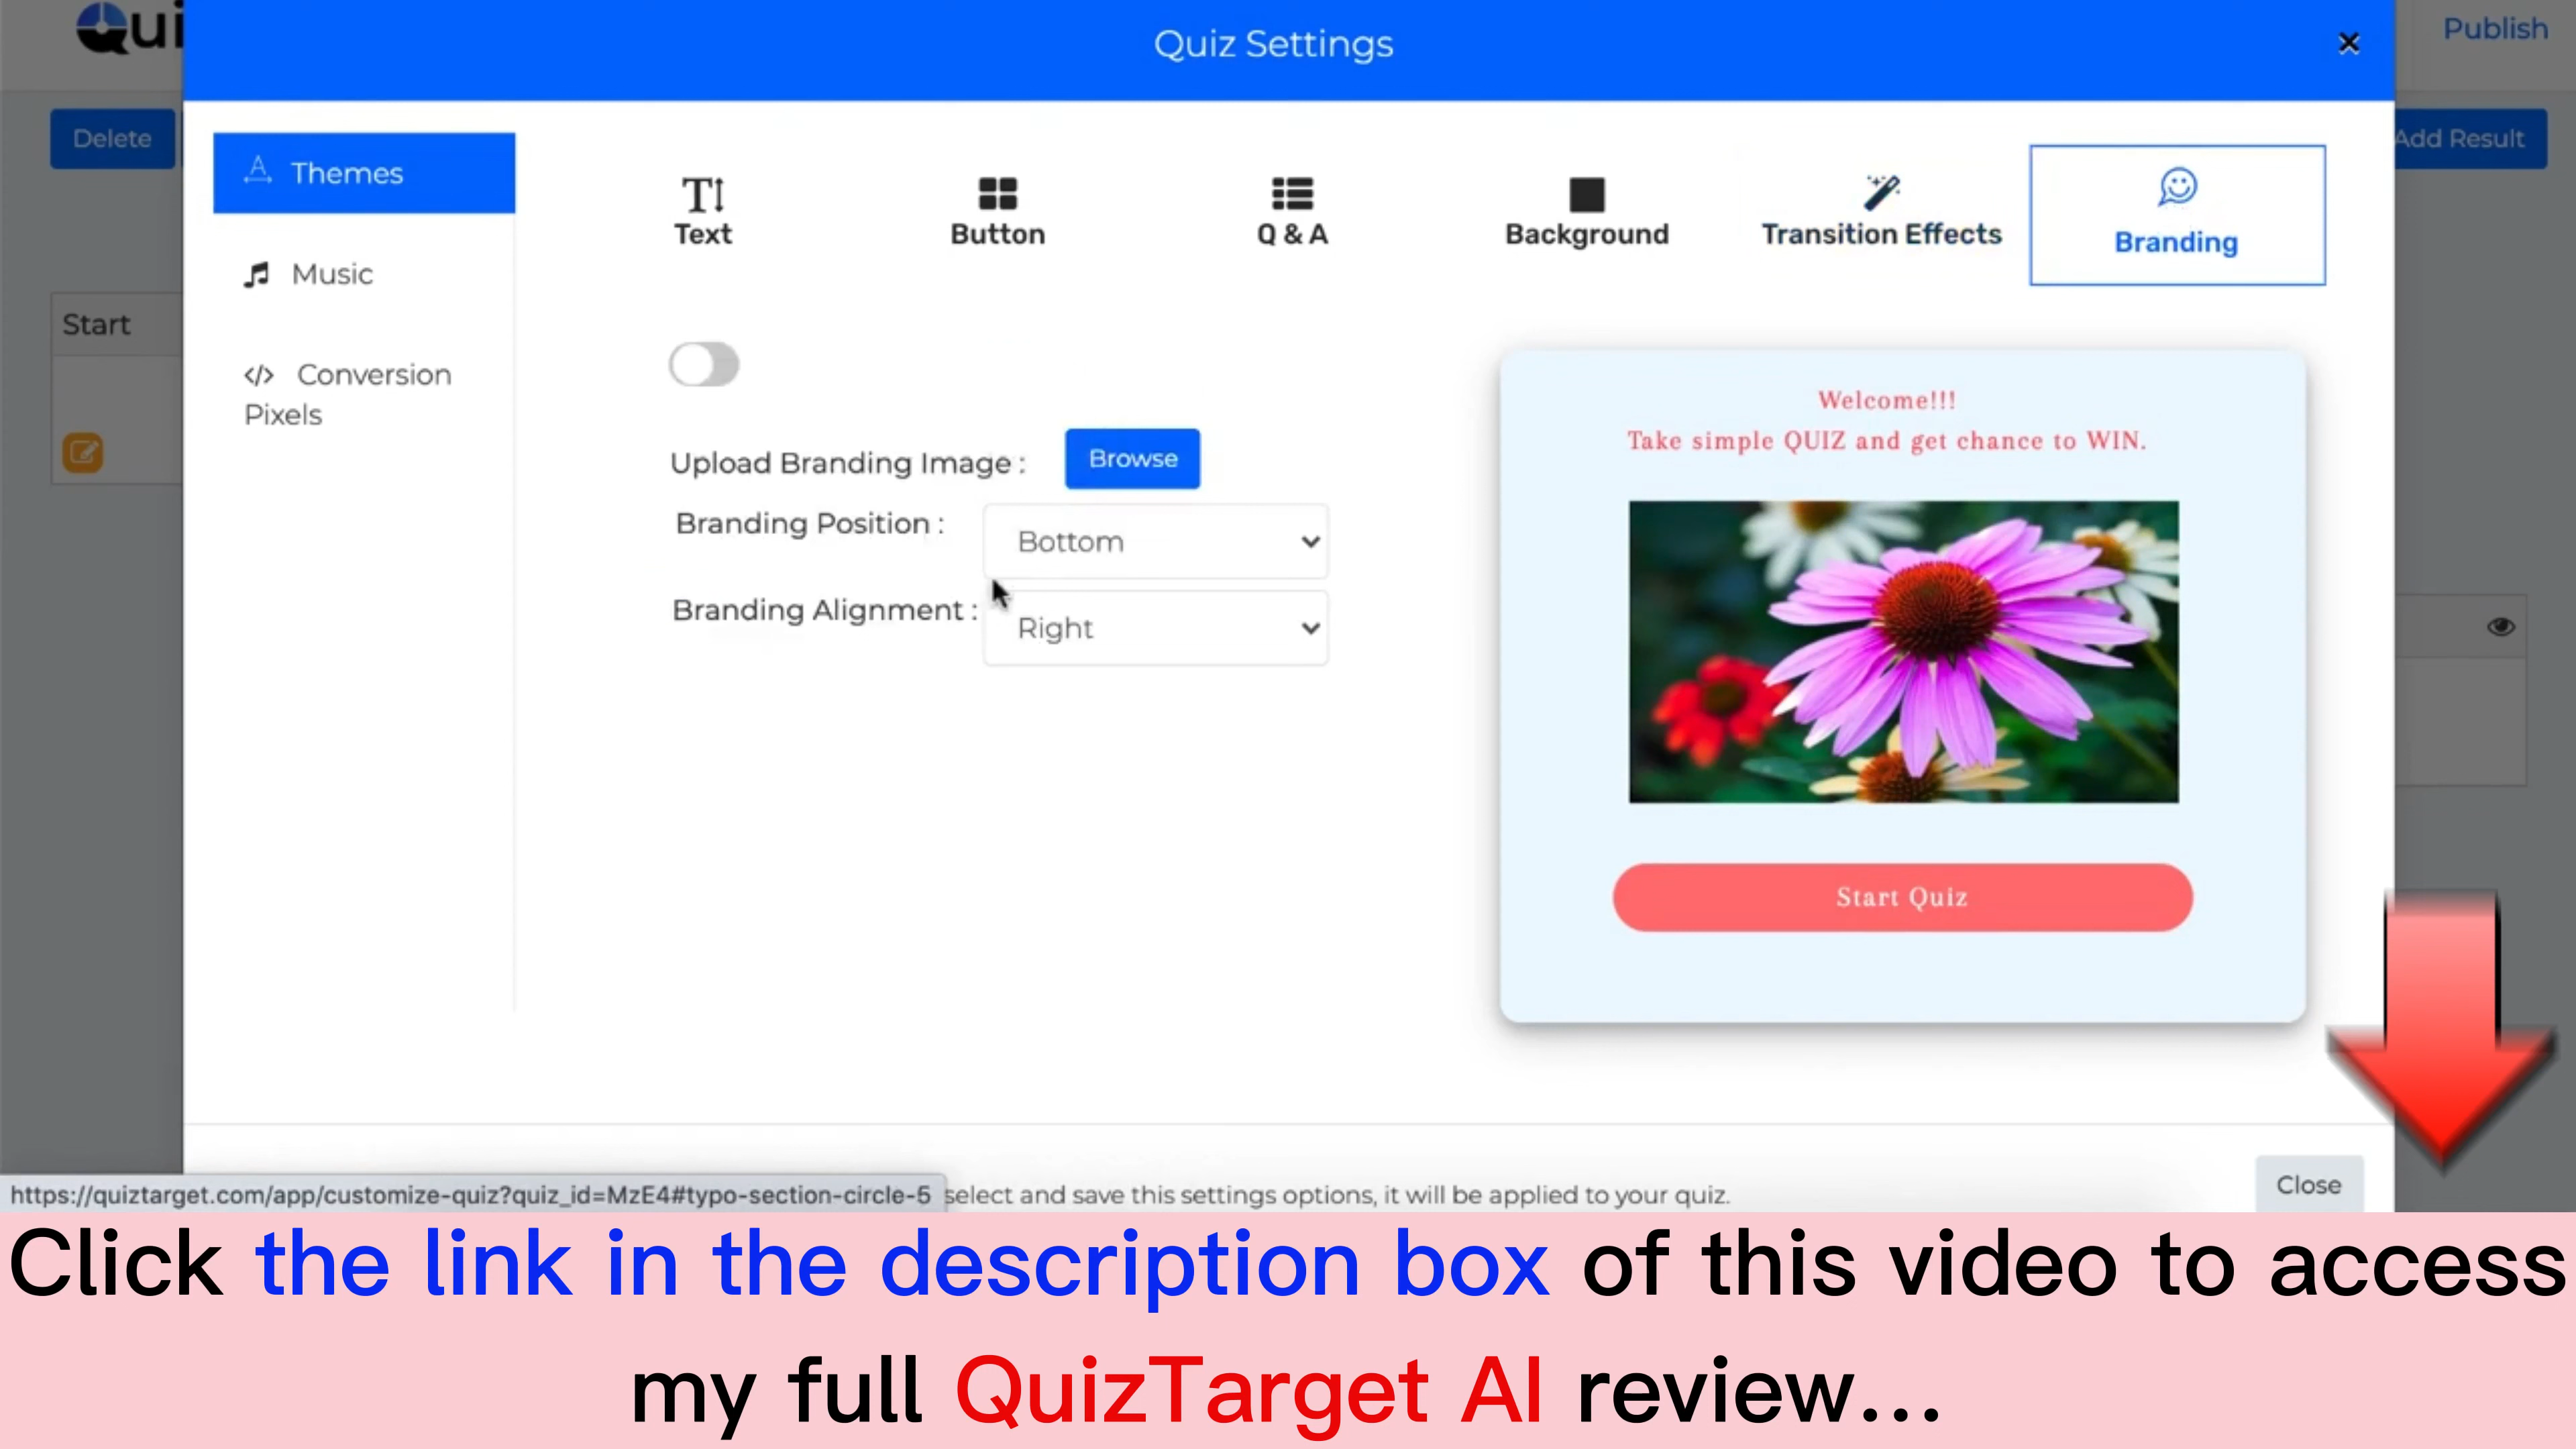 Qui
Quiz Settings
Publish
Delete
Add Result
Themes
Music
Conversion
Pixels
Start
Text
Button
Q & A
Background
Transition Effects
Branding
Upload Branding Image :
Browse
Branding Position :
Bottom
Branding Alignment :
Right
Welcome!!!
Take simple QUIZ and get chance to WIN.
Start Quiz
https://quiztarget.com/app/customize-quiz?quiz_id=MzE4#typo-section-circle-5
select and save this settings options, it will be applied to your quiz.
Close
Click the link in the description box of this video to access
my full QuizTarget AI review...